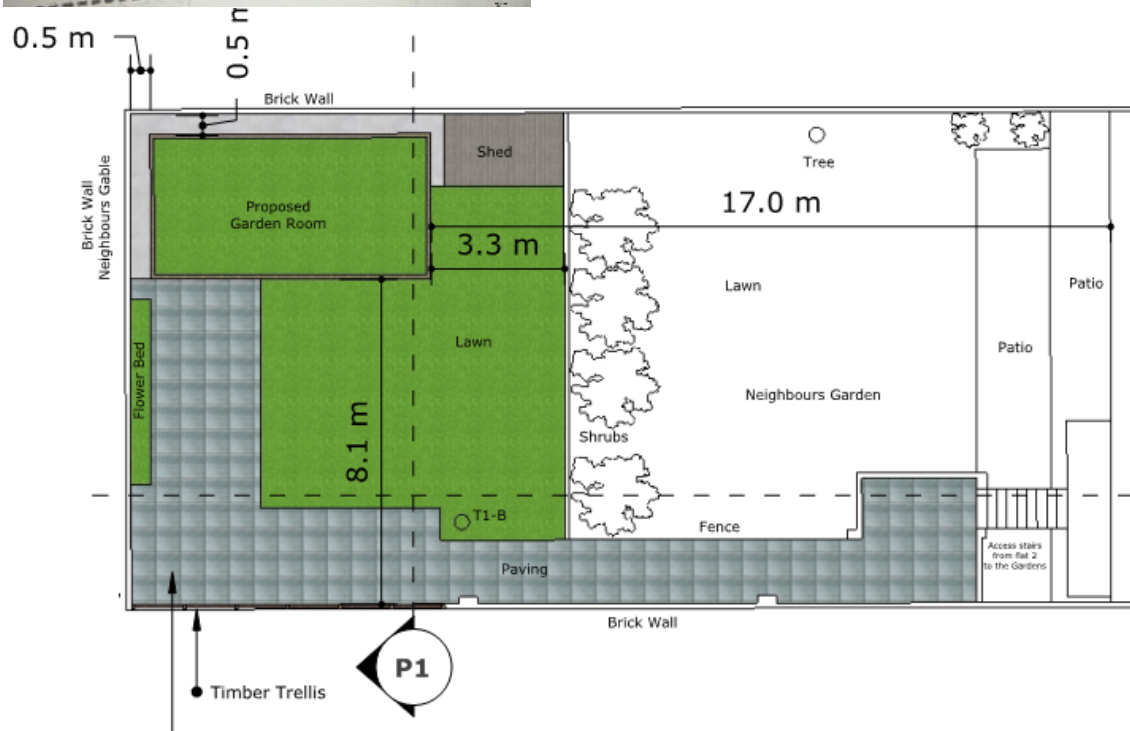 0.5 m
0.5 m
Brick Wall
Brick Wall
Neighbours Gable
Shed
Tree
Proposed
Garden Room
17.0 m
3.3 m
Lawn
Patio
Lawn
Patio
Flower Bed
Neighbours Garden
8.1 m
Shrubs
T1-B
Fence
Access stairs
from flat 2
to the Gardens
Paving
Brick Wall
P1
Timber Trellis